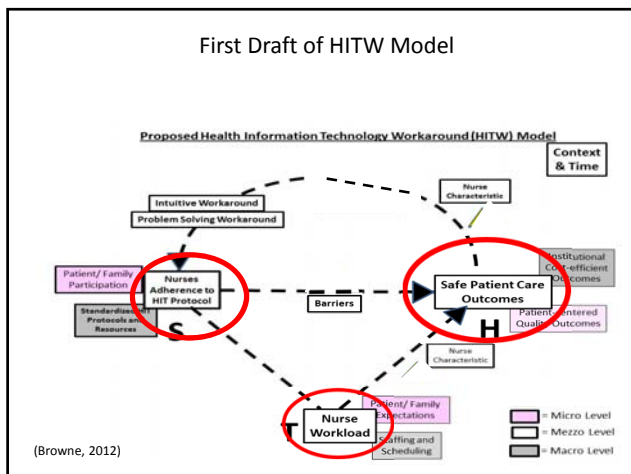 First Draft of HITW Model
Proposed Health Information Technology Workaround (HITW) Model
Context
& Time
Nurse
Characteristic
Intuitive Workaround
Problem Solving Workaround
Patient/ Family
Participation
Nurses
Adherence to
HIT Protocol
Standardized HIT
Protocols and
Resources
S
Barriers
Safe Patient Care
Outcomes
H
Institutional
Cost-efficient
Outcomes
Patient-centered
Quality Outcomes
Nurse
Characteristic
T
Nurse
Workload
Patient/ Family
Expectations
Staffing and
Scheduling
= Micro Level
= Mezzo Level
= Macro Level
(Browne, 2012)